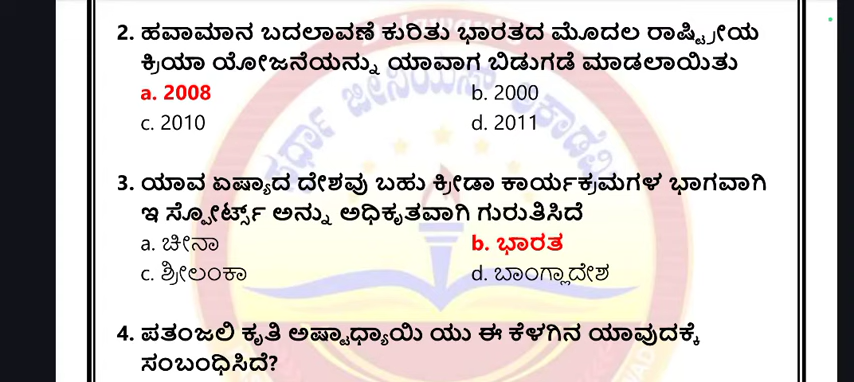 2. ಹವಾಮಾನ ಬದಲಾವಣೆ ಕುರಿತು ಭಾರತದ ಮೊದಲ ರಾಷ್ಟ್ರೀಯ
ಕ್ರಿಯಾ ಯೋಜನೆಯನ್ನು ಯಾವಾಗ ಬಿಡುಗಡೆ ಮಾಡಲಾಯಿತು
a. 2008 b. 2000
c. 2010 d. 2011
3. ಯಾವ ಏಷ್ಯಾದ ದೇಶವು ಬಹು ಕ್ರೀಡಾ ಕಾರ್ಯಕ್ರಮಗಳ ಭಾಗವಾಗಿ
ಇ ಸ್ಪೋರ್ಟ್ಸ್ ಅನ್ನು ಅಧಿಕೃತವಾಗಿ ಗುರುತಿಸಿದೆ
a. ಚೀನಾ b. ಭಾರತ
c. ಶ್ರೀಲಂಕಾ d. ಬಾಂಗ್ಲಾದೇಶ
4. ಪತಂಜಲಿ ಕೃತಿ ಅಷ್ಟಾಧ್ಯಾಯಿ ಯು ಈ ಕೆಳಗಿನ ಯಾವುದಕ್ಕೆ
ಸಂಬಂಧಿಸಿದೆ?